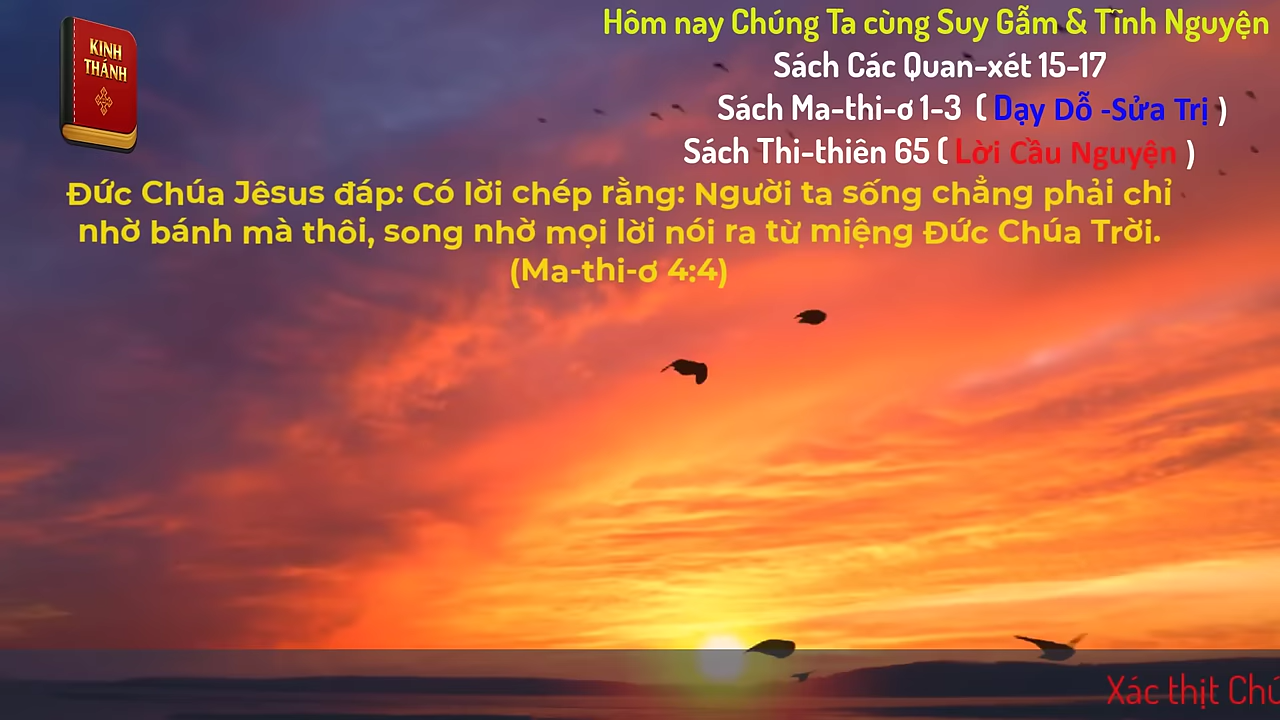 KINH
THÁNH
Hôm nay Chúng Ta cùng Suy Gẫm & Tĩnh Nguyện
Sách Các Quan-xét 15-17
Sách Ma-thi-ơ 1-3 ( Dạy Dỗ -Sửa Trị )
Sách Thi-thiên 65 ( Lời Cầu Nguyện )
Đức Chúa Jêsus đáp: Có lời chép rằng: Người ta sống chẳng phải chỉ
nhờ bánh mà thôi, song nhờ mọi lời nói ra từ miệng Đức Chúa Trời.
(Ma-thi-ơ 4:4)
Xác thịt Chú